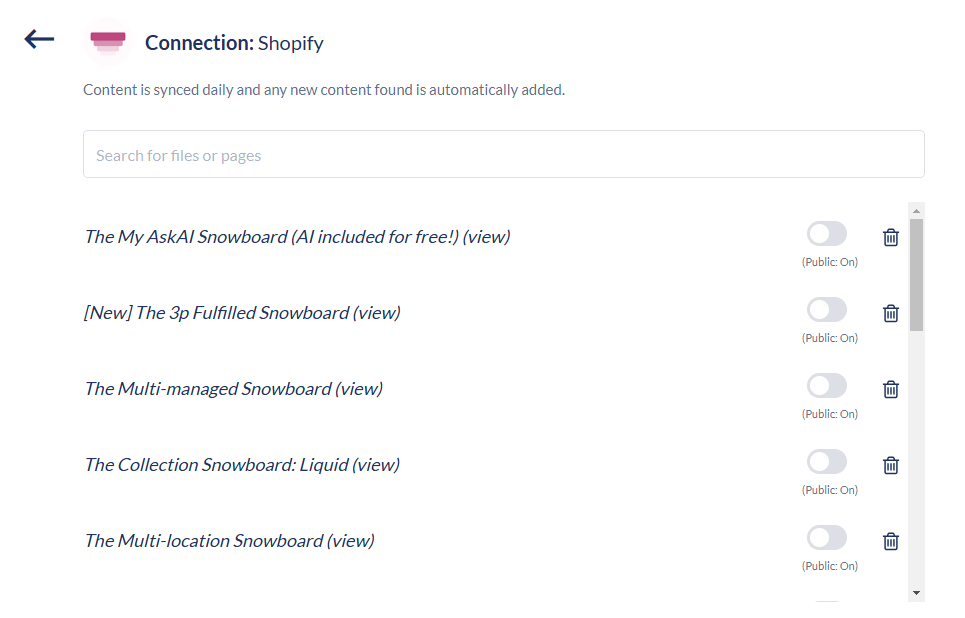 Connection: Shopify
Content is synced daily and any new content found is automatically added.
Search for files or pages
The My AskAI Snowboard (AI included for free!) (view)
(Public: On)
[New] The 3p Fulfilled Snowboard (view)
(Public: On)
The Multi-managed Snowboard (view)
(Public: On)
The Collection Snowboard: Liquid (view)
(Public: On)
The Multi-location Snowboard (view)
(Public: On)